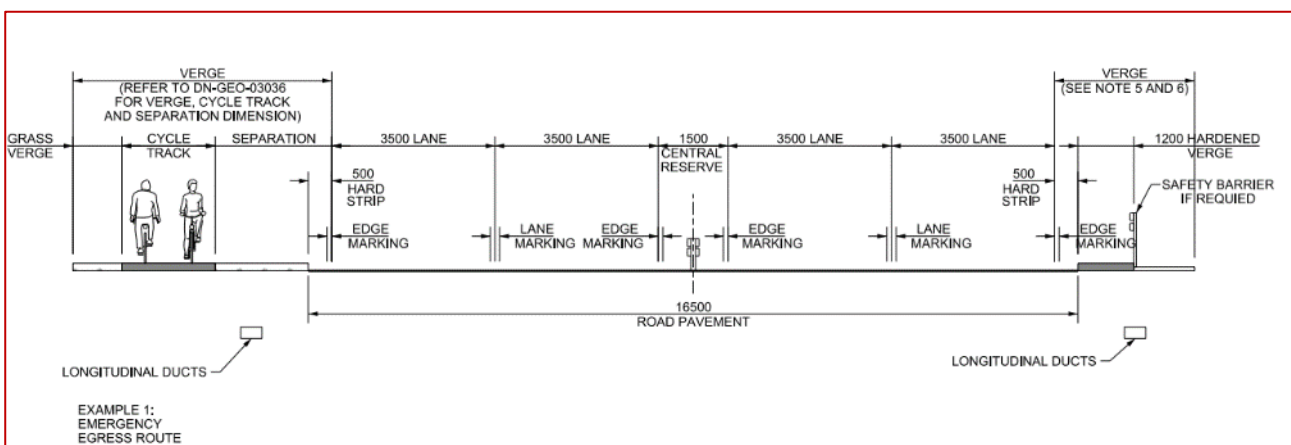 VERGE
(REFER TO DN-GEO-03036
FOR VERGE, CYCLE TRACK
AND SEPARATION DIMENSION)
VERGE
(SEE NOTE 5 AND 6)
GRASS
VERGE
CYCLE
TRACK
SEPARATION
3500 LANE
3500 LANE
1500
CENTRAL
RESERVE
3500 LANE
3500 LANE
1200 HARDENED
VERGE
500
HARD
STRIP
500
HARD
STRIP
SAFETY BARRIER
IF REQUIED
EDGE
MARKING
LANE
MARKING
EDGE
MARKING
EDGE
MARKING
LANE
MARKING
EDGE
MARKING
16500
ROAD PAVEMENT
LONGITUDINAL DUCTS
LONGITUDINAL DUCTS
EXAMPLE 1:
EMERGENCY
EGRESS ROUTE